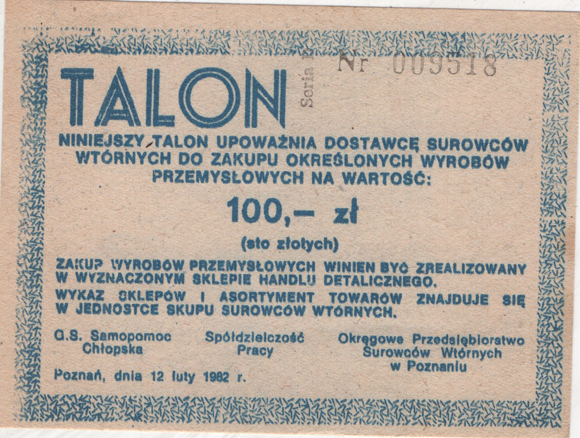 Nr 009518
Seria
TALON
NINIEJSZY TALON UPOWAŻNIA DOSTAWCĘ SUROWCÓW
WTÓRNYCH DO ZAKUPU OKREŚLONYCH WYROBÓW
PRZEMYSŁOWYCH NA WARTOŚĆ:
100,— zł
(sto złotych)
ZAKUP WYROBÓW PRZEMYSŁOWYCH WINIEN BYĆ ZREALIZOWANY
W WYZNACZONYM SKLEPIE HANDLU DETALICZNEGO.
WYKAZ SKLEPÓW I ASORTYMENT TOWARÓW ZNAJDUJE SIĘ
W JEDNOSTCE SKUPU SUROWCÓW WTÓRNYCH.
G.S. Samopomoc Spółdzielczość Okręgowe Przedsiębiorstwo
Chłopska Pracy Surowców Wtórnych
w Poznaniu
Poznań, dnia 12 luty 1982 r.